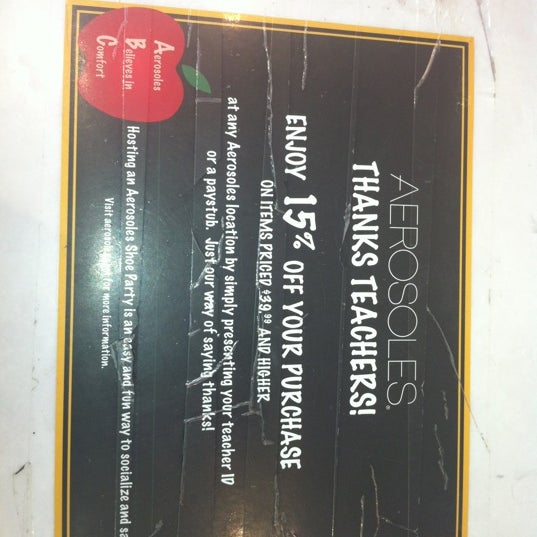 AEROSOLES®
THANKS TEACHERS!
ENJOY 15% OFF YOUR PURCHASE
ON ITEMS PRICED $39.99 AND HIGHER
at any Aerosoles location by simply presenting your teacher ID
or a paystub. Just our way of saying thanks!
Aerosoles
Believes in
Comfort
Hosting an Aerosoles Shoe Party is an easy and fun way to socialize and
for more information.